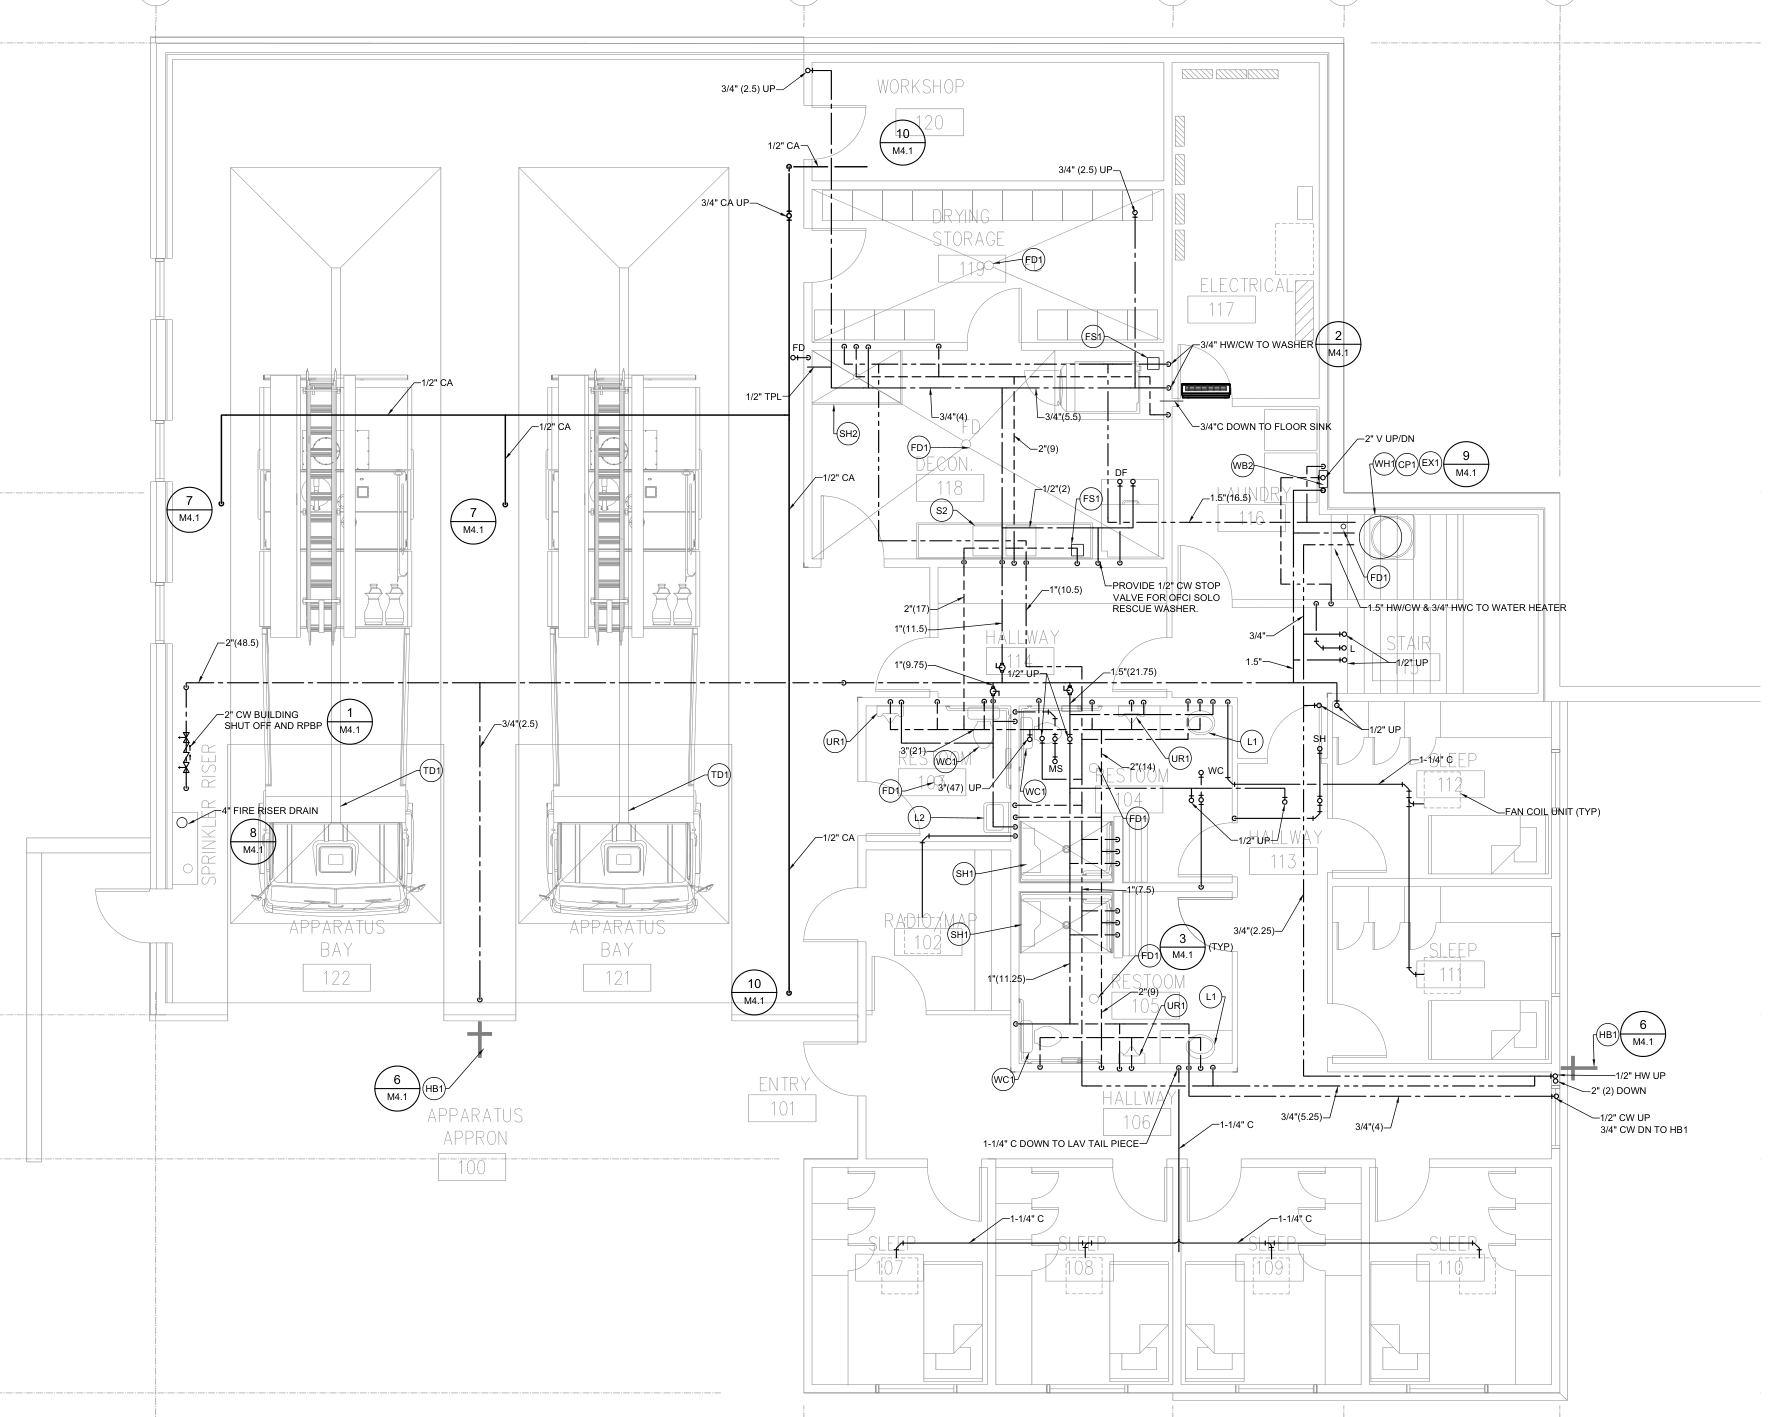 WORKSHOP
3/4" (2.5) UP
120
10
M4.1
1/2" CA
3/4" (2.5) UP
3/4" CA UP
DRYING
STORAGE
119
FD1
ELECTRICAL
117
FS1
3/4" HW/CW TO WASHER
2
M4.1
FD
1/2" CA
1/2" TPL
3/4"(4)
3/4"(5.5)
1/2" CA
SH2
FD
3/4"C DOWN TO FLOOR SINK
FD1
2"(9)
2" V UP/DN
DECON.
118
WB2
WH1
CP1
EX1
9
M4.1
DF
1/2" CA
1/2"(2)
FS1
LAUNDRY
116
1.5"(16.5)
7
M4.1
7
M4.1
S2
FD1
PROVIDE 1/2" CW STOP
VALVE FOR OFCI SOLO
RESCUE WASHER.
1"(10.5)
2"(17)
1.5" HW/CW & 3/4" HWC TO WATER HEATER
1"(11.5)
HALLWAY
114
3/4"
STAIR
115
L
2"(48.5)
1"(9.75)
1/2" UP
1.5"(21.75)
1.5"
1/2" UP
2" CW BUILDING
SHUT OFF AND RPBP
1
M4.1
3/4"(2.5)
1/2" UP
UR1
L1
SH
3"(21)
WC1
UR1
RESTROOM
103
MS
2"(14)
WC
RESTOOM
104
SLEEP
112
1-1/4" C
TD1
TD1
FD1
3"(47)
UP
WC1
4" FIRE RISER DRAIN
L2
FD1
FAN COIL UNIT (TYP)
8
M4.1
SPRINKLER RISER
1/2" CA
1/2" UP
HALLWAY
113
SH1
1"(7.5)
RADIO/MAP
102
SH1
APPARATUS
BAY
122
APPARATUS
BAY
121
3/4"(2.25)
3
M4.1
(TYP)
FD1
SLEEP
111
10
M4.1
1"(11.25)
RESTOOM
105
2"(9)
UR1
L1
HB1
6
M4.1
6
M4.1
HB1
WC1
1/2" HW UP
2" (2) DOWN
ENTRY
101
HALLWAY
106
3/4"(5.25)
3/4"(4)
1/2" CW UP
3/4" CW DN TO HB1
APPARATUS
APPRON
100
1-1/4" C
1-1/4" C DOWN TO LAV TAIL PIECE
1-1/4" C
1-1/4" C
SLEEP
107
SLEEP
108
SLEEP
109
SLEEP
110